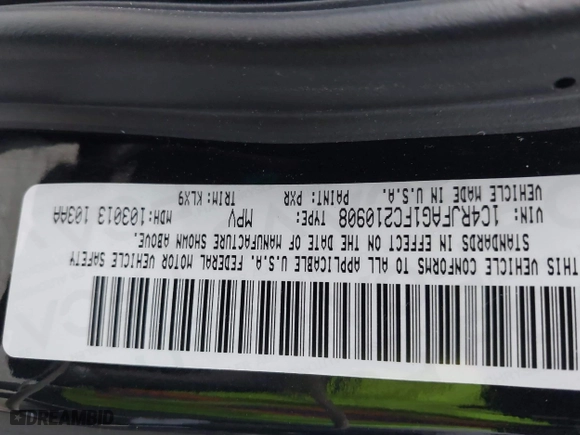 THIS VEHICLE CONFORMS TO ALL APPLICABLE U.S.A. FEDERAL MOTOR VEHICLE SAFETY
STANDARDS IN EFFECT ON THE DATE OF MANUFACTURE SHOWN ABOVE.
VIN: 1C4RJFAG1FC210908 TYPE: MPV MDH: 103013 103AA
VEHICLE MADE IN U.S.A. PAINT: PXR TRIM: KLX9
DREAMBID